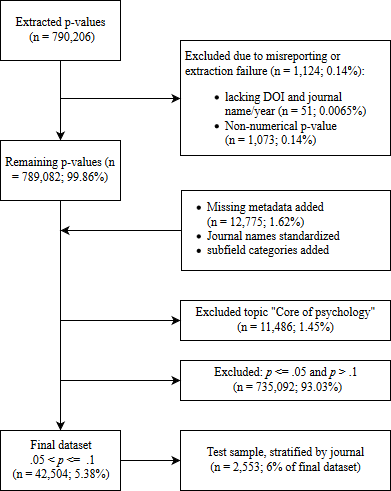 Extracted p-values
(n = 790,206)
Excluded due to misreporting or
extraction failure (n = 1,124; 0.14%):
• lacking DOI and journal
name/year (n = 51; 0.0065%)
• Non-numerical p-value
(n = 1,073; 0.14%)
Remaining p-values (n
= 789,082; 99.86%)
• Missing metadata added
(n = 12,775; 1.62%)
• Journal names standardized
• subfield categories added
Excluded topic "Core of psychology"
(n = 11,486; 1.45%)
Excluded: p <= .05 and p > .1
(n = 735,092; 93.03%)
Final dataset
.05 < p <= .1
(n = 42,504; 5.38%)
Test sample, stratified by journal
(n = 2,553; 6% of final dataset)